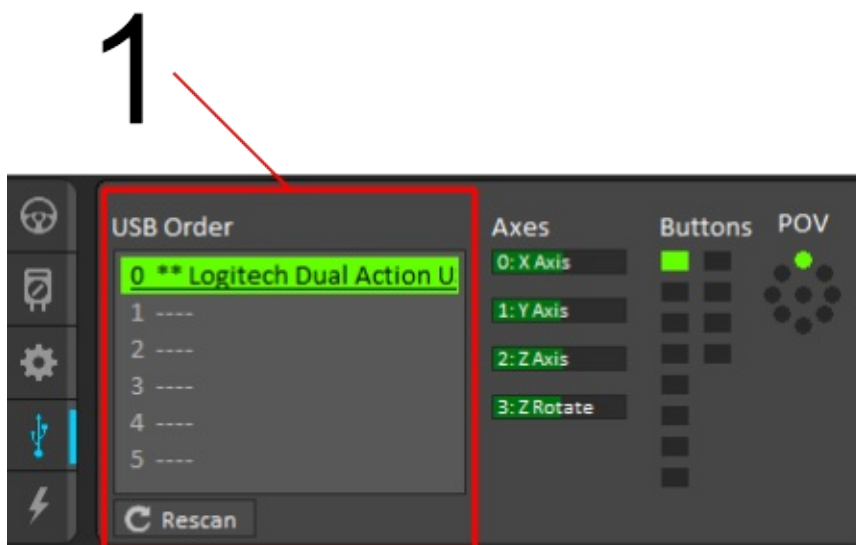 1
USB Order
0 ** Logitech Dual Action U
1 ----
2 ----
3 ----
4 ----
5 ----
Rescan
Axes
0: X Axis
1: Y Axis
2: Z Axis
3: Z Rotate
Buttons
POV